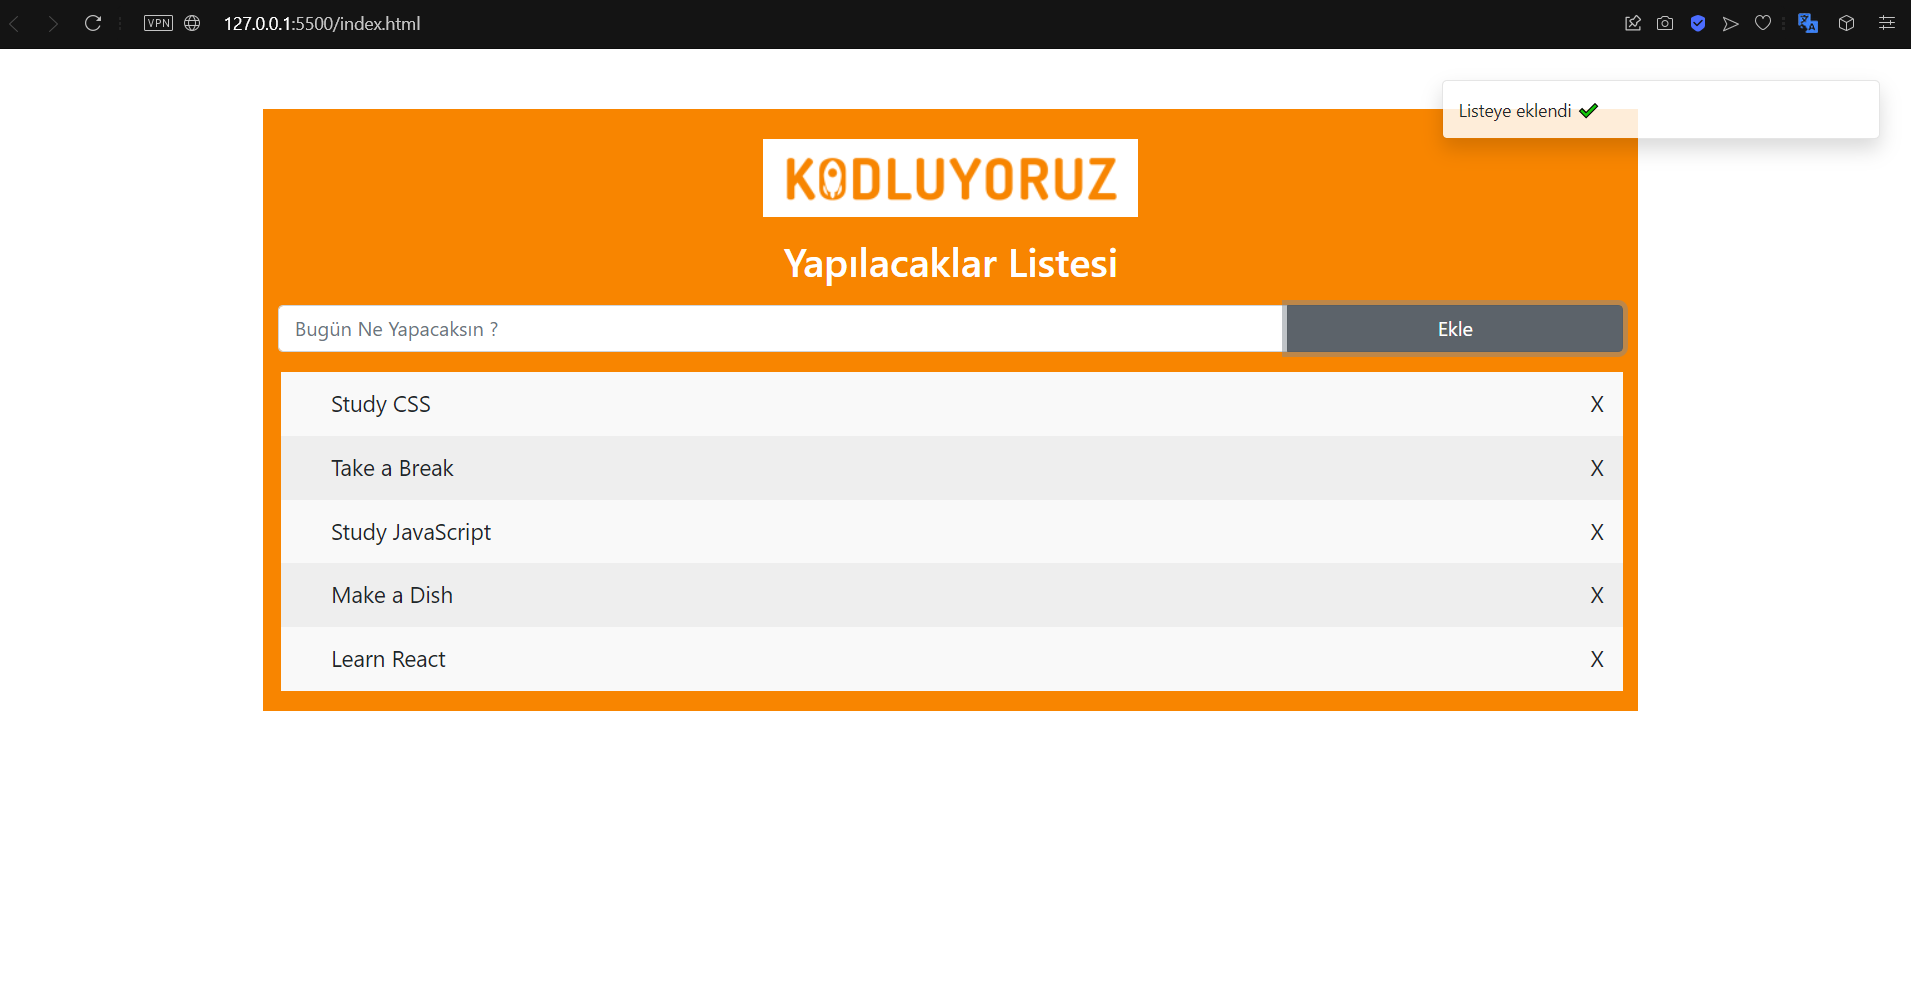 VPN 127.0.0.1:5500/index.html
Listeye eklendi
KODLUYORUZ
Yapılacaklar Listesi
Bugün Ne Yapacaksın ? Ekle
Study CSS X
Take a Break X
Study JavaScript X
Make a Dish X
Learn React X